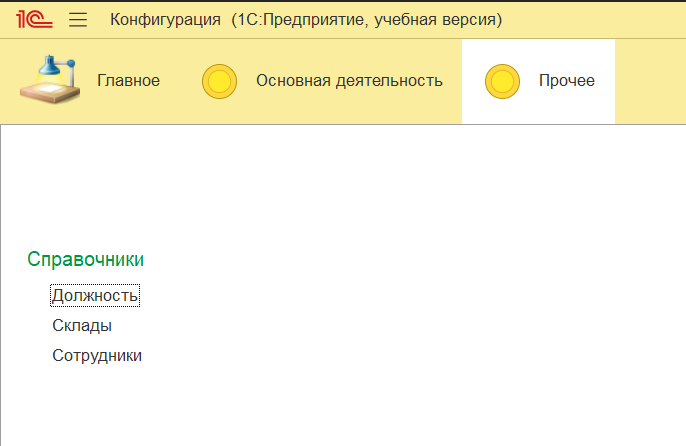 1С Конфигурация (1С:Предприятие, учебная версия)
Главное Основная деятельность Прочее
Справочники
Должность
Склады
Сотрудники